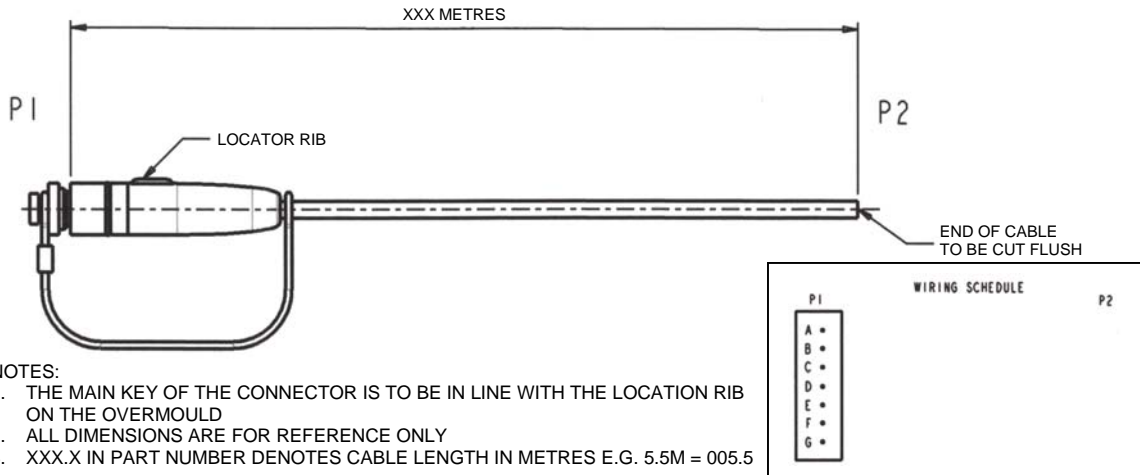 XXX METRES
P1
P2
LOCATOR RIB
END OF CABLE
TO BE CUT FLUSH
WIRING SCHEDULE
P1
P2
A
B
C
D
E
F
G
NOTES:
. THE MAIN KEY OF THE CONNECTOR IS TO BE IN LINE WITH THE LOCATION RIB
ON THE OVERMOULD
. ALL DIMENSIONS ARE FOR REFERENCE ONLY
. XXX.X IN PART NUMBER DENOTES CABLE LENGTH IN METRES E.G. 5.5M = 005.5